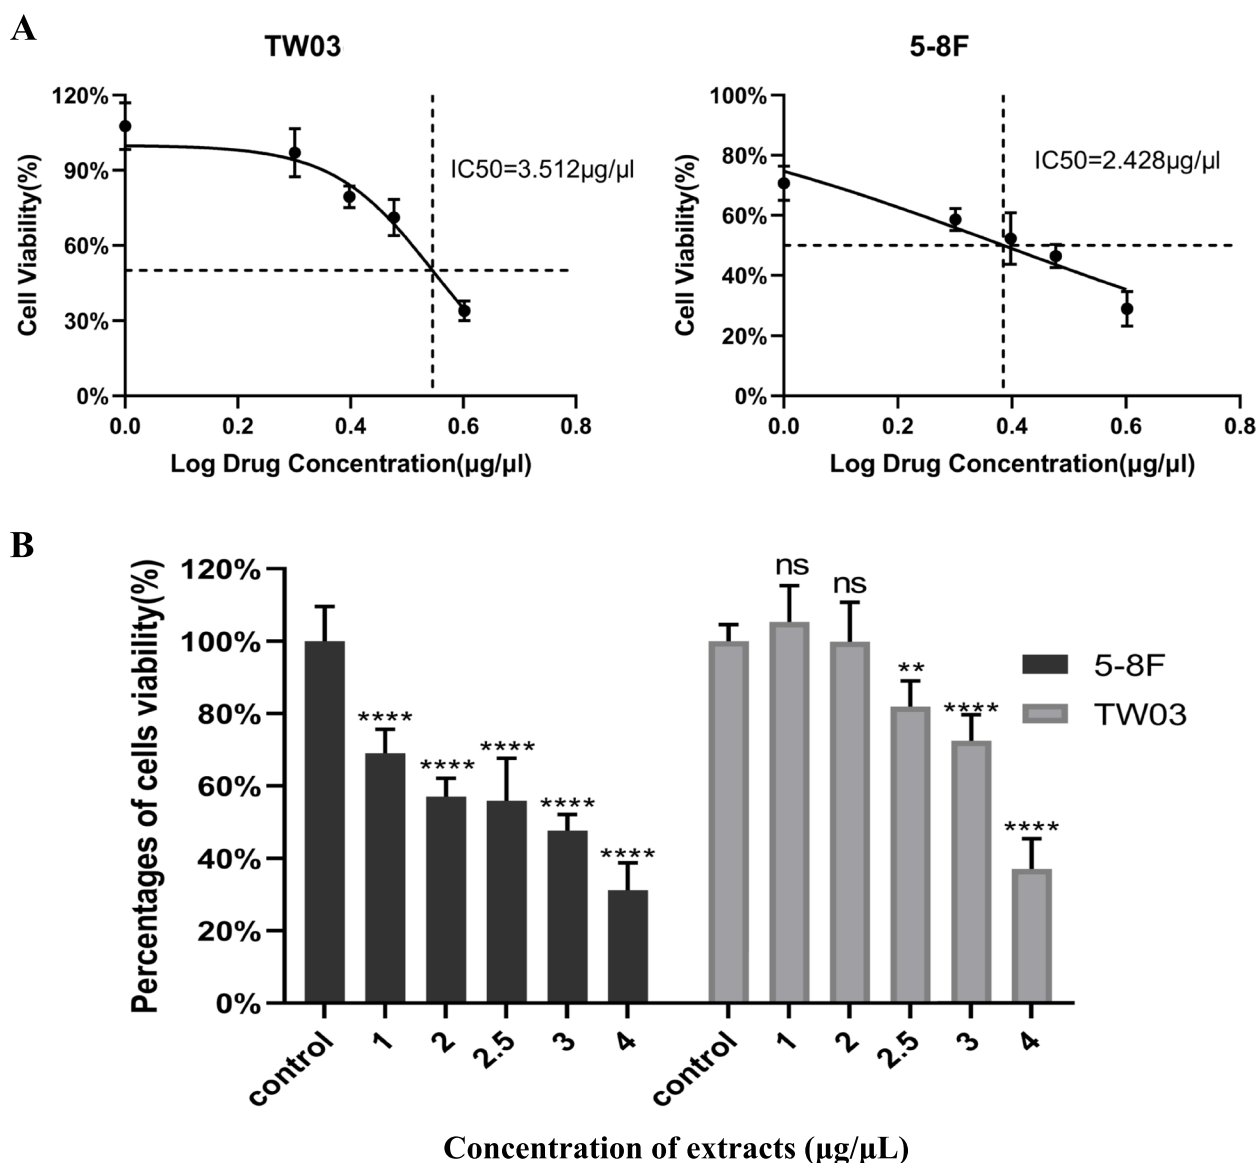 A
TW03
120%
90%
60%
30%
0%
Cell Viability(%)
IC50=3.512µg/µl
0.0 0.2 0.4 0.6 0.8
Log Drug Concentration(µg/µl)
5-8F
100%
80%
60%
40%
20%
0%
Cell Viability(%)
IC50=2.428µg/µl
0.0 0.2 0.4 0.6 0.8
Log Drug Concentration(µg/µl)
B
Percentages of cells viability(%)
120%
100%
80%
60%
40%
20%
0%
****
****
****
****
****
ns
ns
**
****
****
5-8F
TW03
control 1 2 2.5 3 4
control 1 2 2.5 3 4
Concentration of extracts (µg/µL)